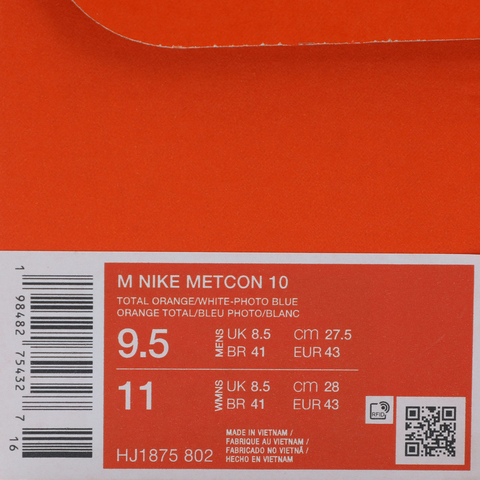 M NIKE METCON 10
TOTAL ORANGE/WHITE-PHOTO BLUE
ORANGE TOTAL/BLEU PHOTO/BLANC
9.5 MENS UK 8.5 CM 27.5
BR 41 EUR 43
11 WMNS UK 8.5 CM 28
BR 41 EUR 43
HJ1875 802
MADE IN VIETNAM /
FABRIQUE AU VIETNAM /
FABRICADO NO VIETNÃ /
HECHO EN VIETNAM
RFID
1 98482 75432 7 16